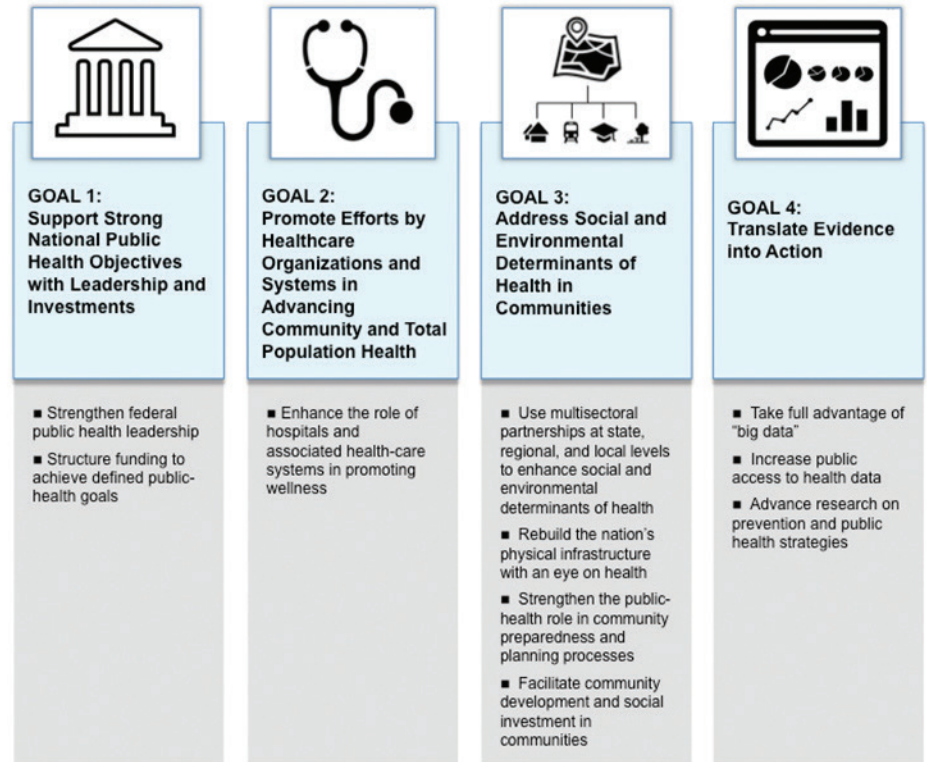 GOAL 1:
Support Strong
National Public
Health Objectives
with Leadership and
Investments
■ Strengthen federal
public health leadership
■ Structure funding to
achieve defined public-
health goals
GOAL 2:
Promote Efforts by
Healthcare
Organizations and
Systems in
Advancing
Community and Total
Population Health
■ Enhance the role of
hospitals and
associated health-care
systems in promoting
wellness
GOAL 3:
Address Social and
Environmental
Determinants of
Health in
Communities
■ Use multisectoral
partnerships at state,
regional, and local levels
to enhance social and
environmental
determinants of health
■ Rebuild the nation's
physical infrastructure
with an eye on health
■ Strengthen the public-
health role in community
preparedness and
planning processes
■ Facilitate community
development and social
investment in
communities
GOAL 4:
Translate Evidence
into Action
■ Take full advantage of
“big data”
■ Increase public
access to health data
■ Advance research on
prevention and public
health strategies